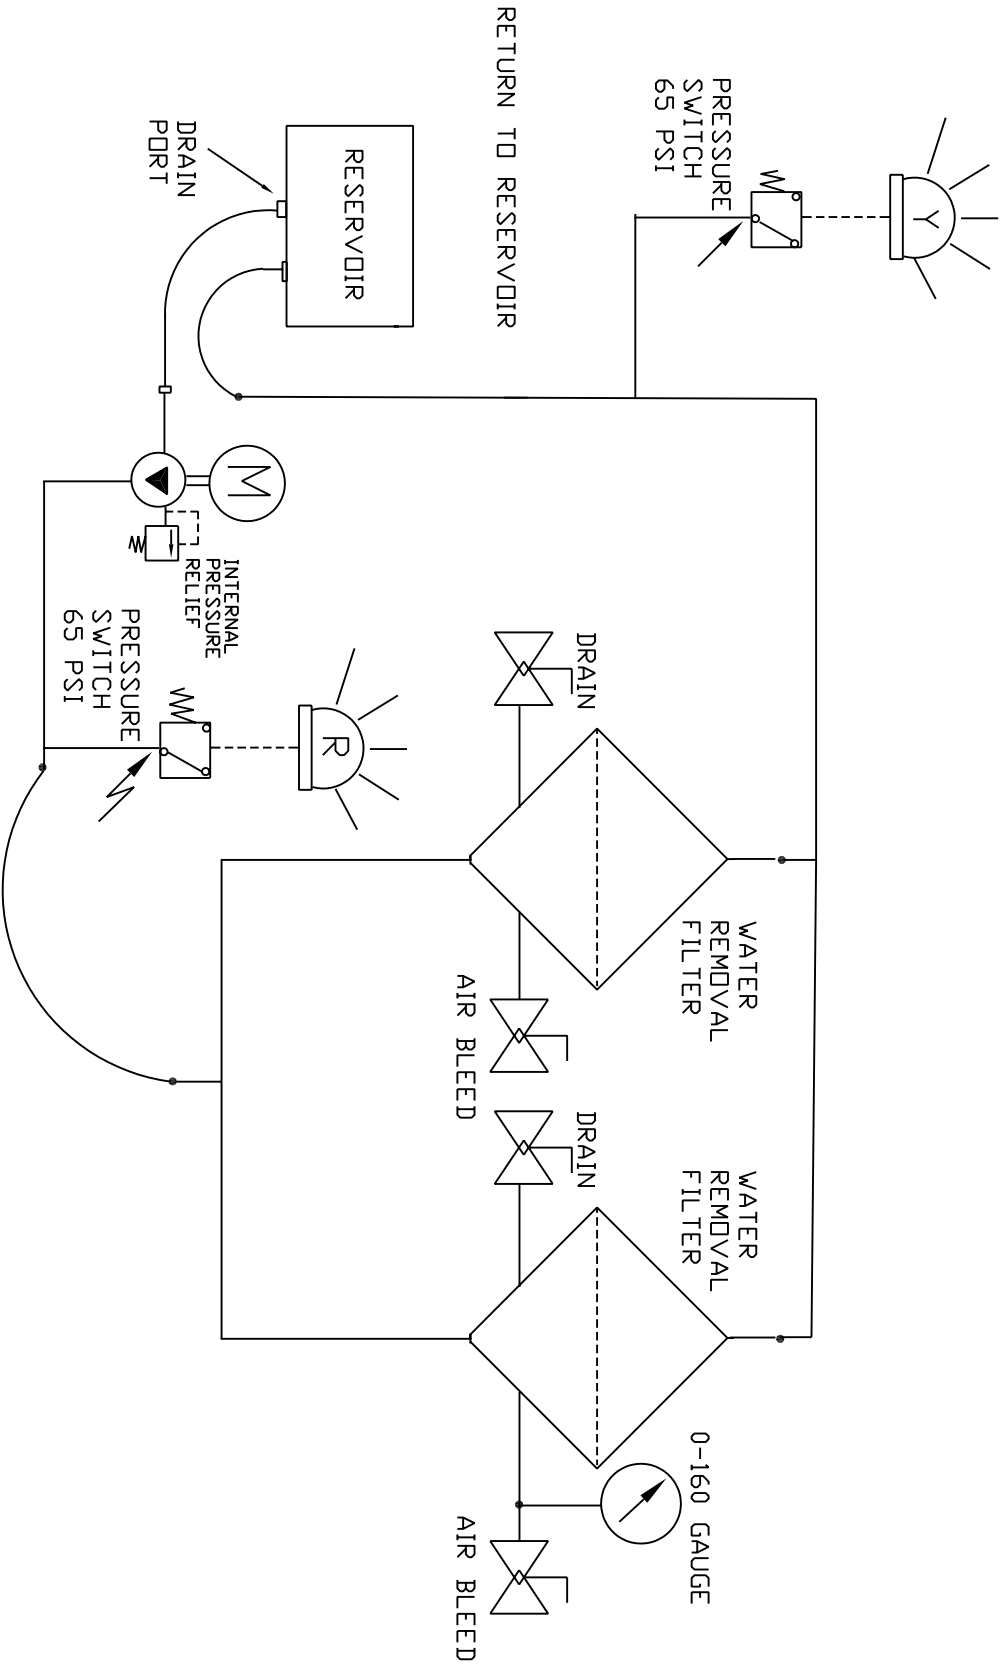 Y
PRESSURE
SWITCH
65 PSI
RETURN TO RESERVOIR
RESERVOIR
DRAIN
PORT
M
INTERNAL
PRESSURE
RELIEF
R
PRESSURE
SWITCH
65 PSI
DRAIN
WATER
REMOVAL
FILTER
AIR BLEED
DRAIN
WATER
REMOVAL
FILTER
0-160 GAUGE
AIR BLEED